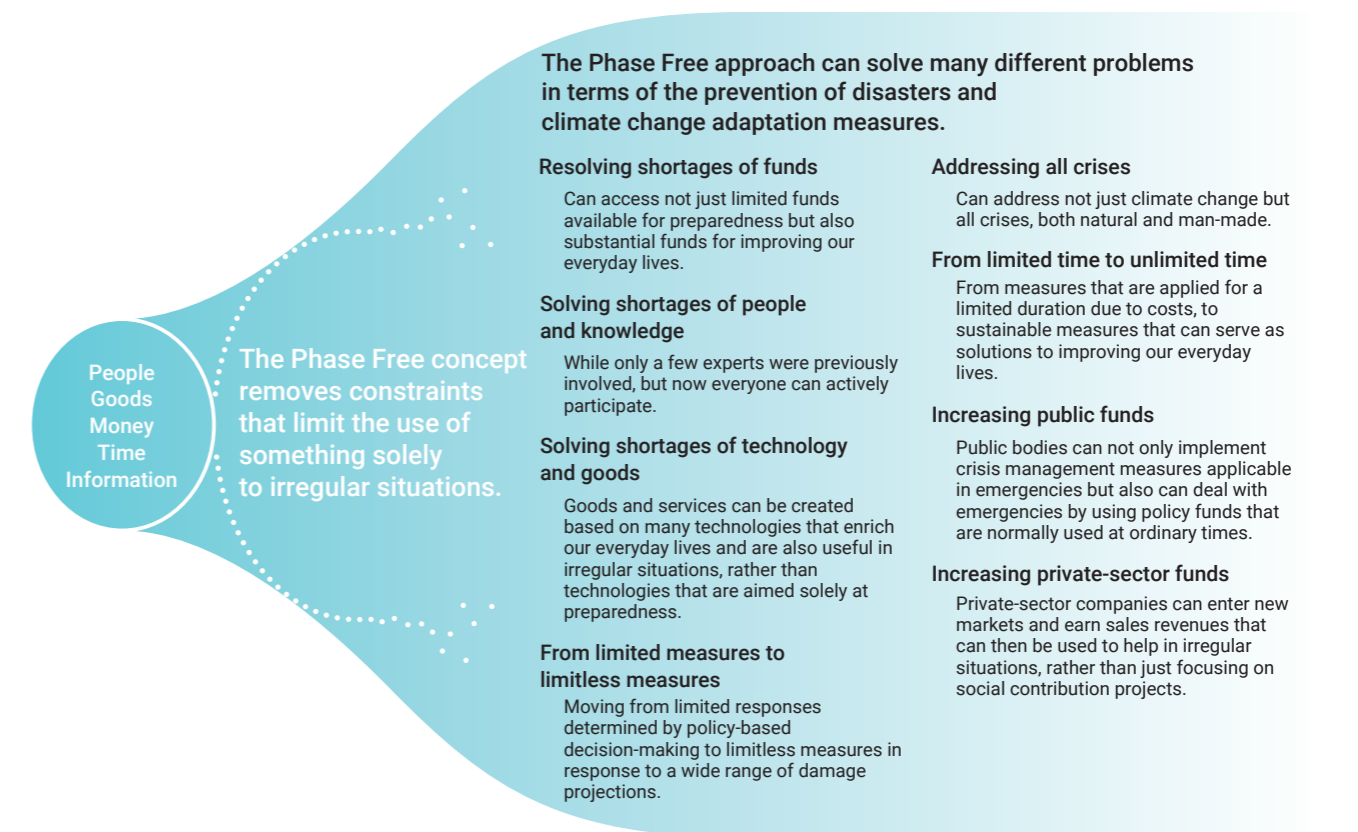 People
Goods
Money
Time
Information
The Phase Free concept
removes constraints
that limit the use of
something solely
to irregular situations.
The Phase Free approach can solve many different problems
in terms of the prevention of disasters and
climate change adaptation measures.
Resolving shortages of funds
Can access not just limited funds
available for preparedness but also
substantial funds for improving our
everyday lives.
Solving shortages of people
and knowledge
While only a few experts were previously
involved, but now everyone can actively
participate.
Solving shortages of technology
and goods
Goods and services can be created
based on many technologies that enrich
our everyday lives and are also useful in
irregular situations, rather than
technologies that are aimed solely at
preparedness.
From limited measures to
limitless measures
Moving from limited responses
determined by policy-based
decision-making to limitless measures in
response to a wide range of damage
projections.
Addressing all crises
Can address not just climate change but
all crises, both natural and man-made.
From limited time to unlimited time
From measures that are applied for a
limited duration due to costs, to
sustainable measures that can serve as
solutions to improving our everyday
lives.
Increasing public funds
Public bodies can not only implement
crisis management measures applicable
in emergencies but also can deal with
emergencies by using policy funds that
are normally used at ordinary times.
Increasing private-sector funds
Private-sector companies can enter new
markets and earn sales revenues that
can then be used to help in irregular
situations, rather than just focusing on
social contribution projects.